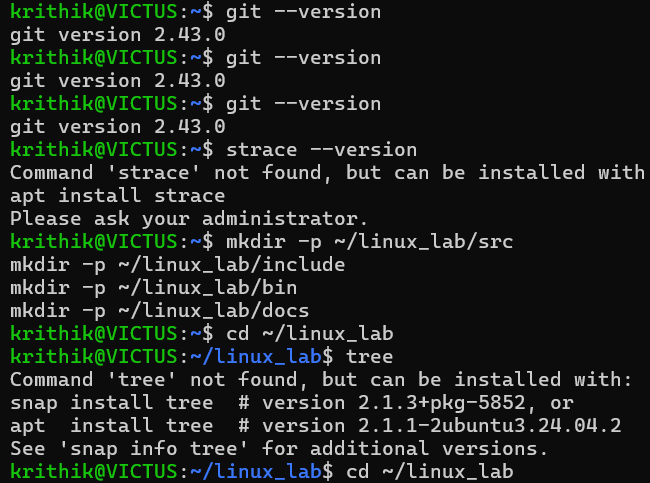 krithik@VICTUS:~$ git --version
git version 2.43.0
krithik@VICTUS:~$ git --version
git version 2.43.0
krithik@VICTUS:~$ git --version
git version 2.43.0
krithik@VICTUS:~$ strace --version
Command 'strace' not found, but can be installed with
apt install strace
Please ask your administrator.
krithik@VICTUS:~$ mkdir -p ~/linux_lab/src
mkdir -p ~/linux_lab/include
mkdir -p ~/linux_lab/bin
mkdir -p ~/linux_lab/docs
krithik@VICTUS:~$ cd ~/linux_lab
krithik@VICTUS:~/linux_lab$ tree
Command 'tree' not found, but can be installed with:
snap install tree  # version 2.1.3+pkg-5852, or
apt  install tree  # version 2.1.1-2ubuntu3.24.04.2
See 'snap info tree' for additional versions.
krithik@VICTUS:~/linux_lab$ cd ~/linux_lab